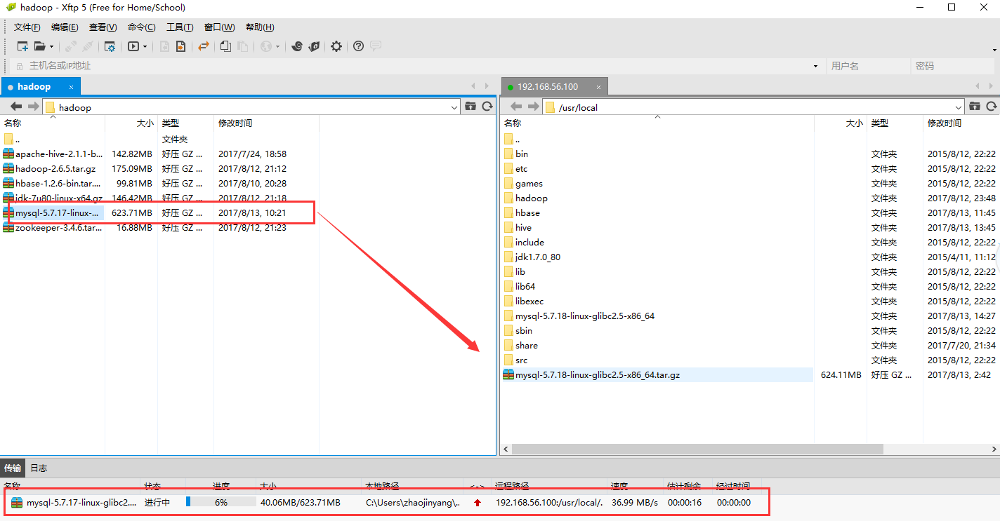 hadoop - Xftp 5 (Free for Home/School)
文件(F) 编辑(E) 查看(V) 命令(C) 工具(T) 窗口(W) 帮助(H)
主机名或IP地址 用户名 密码
hadoop × 192.168.56.100 ×
hadoop
名称 大小 类型 修改时间
.. 文件夹
apache-hive-2.1.1-b... 142.82MB 好压 GZ ... 2017/7/24, 18:58
hadoop-2.6.5.tar.gz 175.09MB 好压 GZ ... 2017/8/12, 21:12
hbase-1.2.6-bin.tar.... 99.81MB 好压 GZ ... 2017/8/10, 20:28
jdk-7u80-linux-x64.gz 146.42MB 好压 GZ ... 2017/8/12, 21:18
mysql-5.7.17-linux-... 623.71MB 好压 GZ ... 2017/8/13, 10:21
zookeeper-3.4.6.tar... 16.88MB 好压 GZ ... 2017/8/12, 21:23
/usr/local
名称 大小 类型 修改时间
..
bin 文件夹 2015/8/12, 22:22
etc 文件夹 2015/8/12, 22:22
games 文件夹 2015/8/12, 22:22
hadoop 文件夹 2017/8/12, 23:48
hbase 文件夹 2017/8/13, 11:45
hive 文件夹 2017/8/13, 13:45
include 文件夹 2015/8/12, 22:22
jdk1.7.0_80 文件夹 2015/4/11, 11:12
lib 文件夹 2015/8/12, 22:22
lib64 文件夹 2015/8/12, 22:22
libexec 文件夹 2015/8/12, 22:22
mysql-5.7.18-linux-glibc2.5-x86_64 文件夹 2017/8/13, 14:27
sbin 文件夹 2015/8/12, 22:22
share 文件夹 2017/7/20, 21:34
src 文件夹 2015/8/12, 22:22
mysql-5.7.18-linux-glibc2.5-x86_64.tar.gz 624.11MB 好压 GZ ... 2017/8/13, 2:42
传输 日志
名称 状态 进度 大小 本地路径 <-> 远程路径 速度 估计剩余 经过时间
mysql-5.7.17-linux-glibc2.... 进行中 6% 40.06MB/623.71MB C:\Users\zhaojinyang\.. 192.168.56.100:/usr/local/. 36.99 MB/s 00:00:16 00:00:00